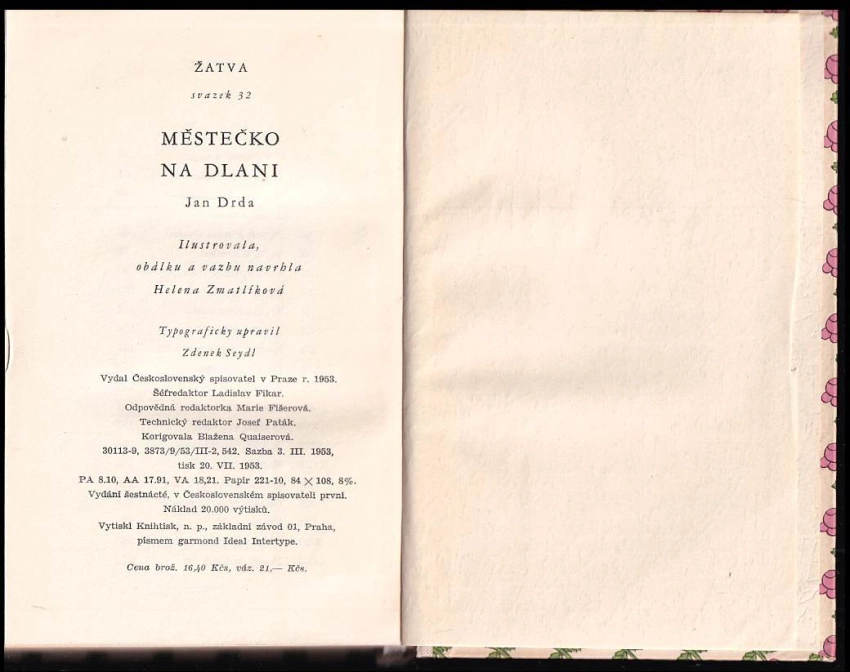 ŽATVA
svazek 32
MĚSTEČKO
NA DLANI
Jan Drda
Ilustrovala,
obálku a vazbu navrhla
Helena Zmatlíková
Typograficky upravil
Zdenek Seydl
Vydal Československý spisovatel v Praze r. 1953.
Šéfredaktor Ladislav Fikar.
Odpovědná redaktorka Marie Fišerová.
Technický redaktor Josef Paták.
Korigovala Blažena Quaiserová.
30113-9, 3873/9/53/III-2, 542. Sazba 3. III. 1953,
tisk 20. VII. 1953.
PA 8.10, AA 17.91, VA 18,21. Papír 221-10, 84 × 108, 8%.
Vydání šestnácté, v Československém spisovateli první.
Náklad 20.000 výtisků.
Vytiskl Knihtisk, n. p., základní závod 01, Praha,
písmem garmond Ideal Intertype.
Cena brož. 16,40 Kčs, váz. 21,— Kčs.